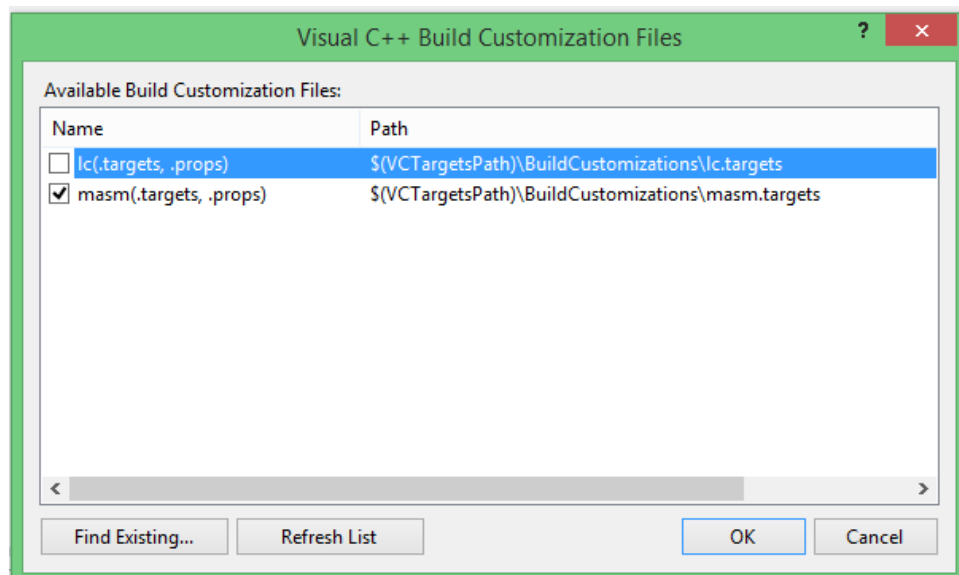 Visual C++ Build Customization Files
?
×
Available Build Customization Files:
Name Path
lc(.targets, .props) $(VCTargetsPath)\BuildCustomizations\lc.targets
masm(.targets, .props) $(VCTargetsPath)\BuildCustomizations\masm.targets
Find Existing... Refresh List OK Cancel